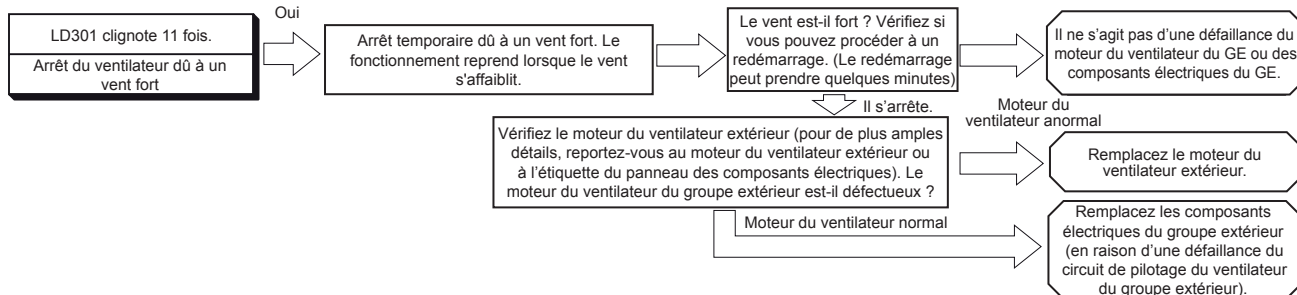 LD301 clignote 11 fois.
Arrêt du ventilateur dû à un
vent fort
Oui
Arrêt temporaire dû à un vent fort. Le
fonctionnement reprend lorsque le vent
s'affaiblit.
Le vent est-il fort ? Vérifiez si
vous pouvez procéder à un
redémarrage. (Le redémarrage
peut prendre quelques minutes)
Il ne s’agit pas d’une défaillance du
moteur du ventilateur du GE ou des
composants électriques du GE.
Il s’arrête.
Vérifiez le moteur du ventilateur extérieur (pour de plus amples
détails, reportez-vous au moteur du ventilateur extérieur ou
à l’étiquette du panneau des composants électriques). Le
moteur du ventilateur du groupe extérieur est-il défectueux ?
Moteur du
ventilateur anormal
Remplacez le moteur du
ventilateur extérieur.
Moteur du ventilateur normal
Remplacez les composants
électriques du groupe extérieur
(en raison d’une défaillance du
circuit de pilotage du ventilateur
du groupe extérieur).